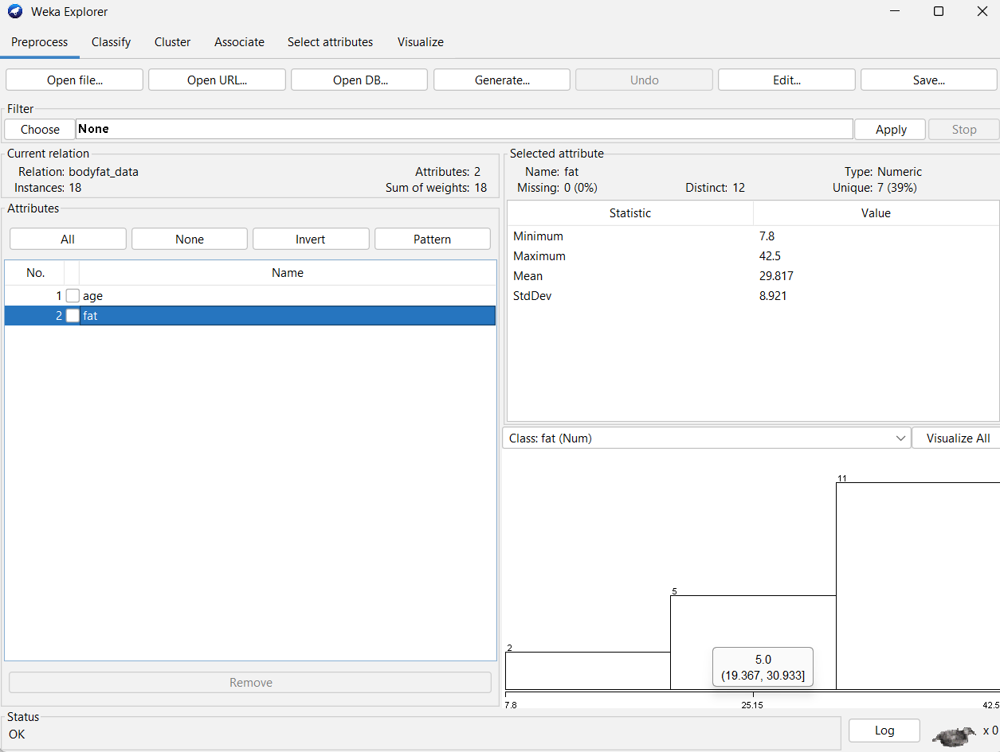 Weka Explorer
Preprocess Classify Cluster Associate Select attributes Visualize
Open file... Open URL... Open DB... Generate... Undo Edit... Save...
Filter
Choose None Apply Stop
Current relation
Relation: bodyfat_data Attributes: 2
Instances: 18 Sum of weights: 18
Attributes
All None Invert Pattern
No. Name
1 age
2 fat
Remove
Selected attribute
Name: fat Type: Numeric
Missing: 0 (0%) Distinct: 12 Unique: 7 (39%)
Statistic Value
Minimum 7.8
Maximum 42.5
Mean 29.817
StdDev 8.921
Class: fat (Num) Visualize All
11
5
2
5.0
(19.367, 30.933]
7.8 25.15 42.5
Status
OK
Log x 0